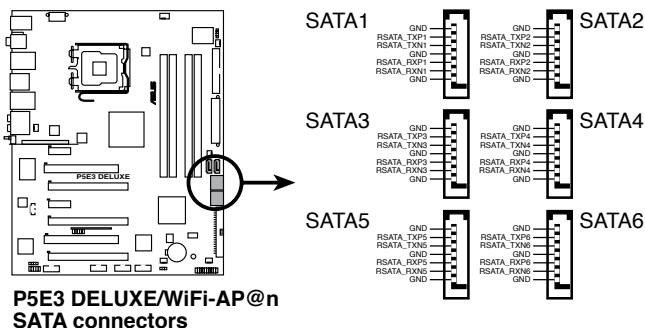 SATA1
GND
RSATA_TXP1
RSATA_TXN1
GND
RSATA_RXP1
RSATA_RXN1
GND
SATA2
GND
RSATA_TXP2
RSATA_TXN2
GND
RSATA_RXP2
RSATA_RXN2
GND
SATA3
GND
RSATA_TXP3
RSATA_TXN3
GND
RSATA_RXP3
RSATA_RXN3
GND
SATA4
GND
RSATA_TXP4
RSATA_TXN4
GND
RSATA_RXP4
RSATA_RXN4
GND
SATA5
GND
RSATA_TXP5
RSATA_TXN5
GND
RSATA_RXP5
RSATA_RXN5
GND
SATA6
GND
RSATA_TXP6
RSATA_TXN6
GND
RSATA_RXP6
RSATA_RXN6
GND
ASUS
P5E3 DELUXE
P5E3 DELUXE/WiFi-AP@n
SATA connectors